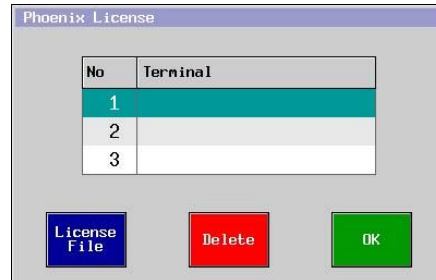 Phoenix License
No Terminal
1
2
3
License
File
Delete
OK